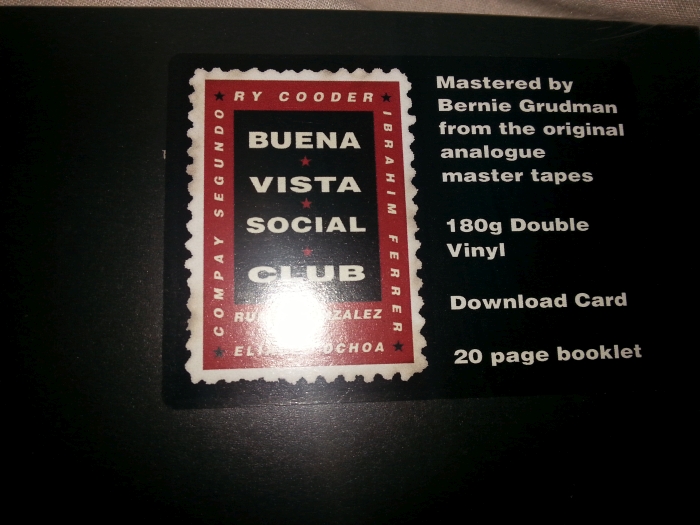 RY COODER
COMPAY SEGUNDO
IBRAHIM FERRER
BUENA
VISTA
SOCIAL
CLUB
OCHOA
Mastered by
Bernie Grudman
from the original
analogue
master tapes
180g Double
Vinyl
Download Card
20 page booklet